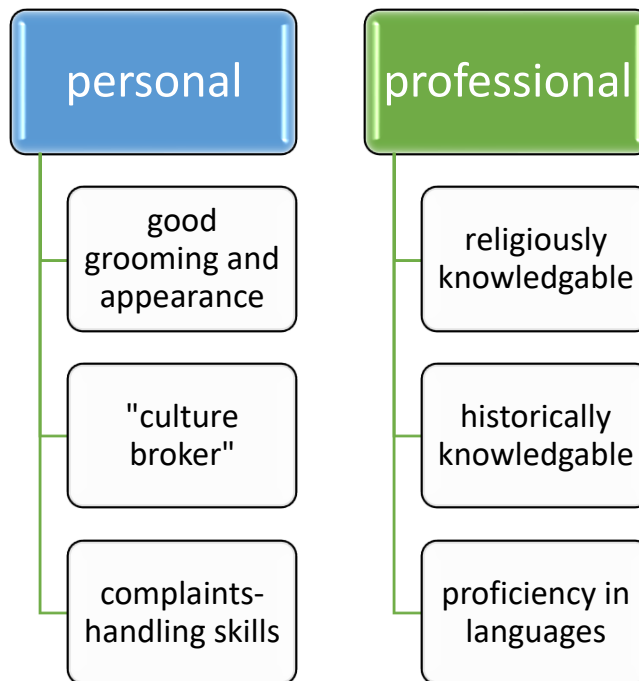 personal
good
grooming and
appearance
"culture
broker"
complaints-
handling skills
professional
religiously
knowledgable
historically
knowledgable
proficiency in
languages